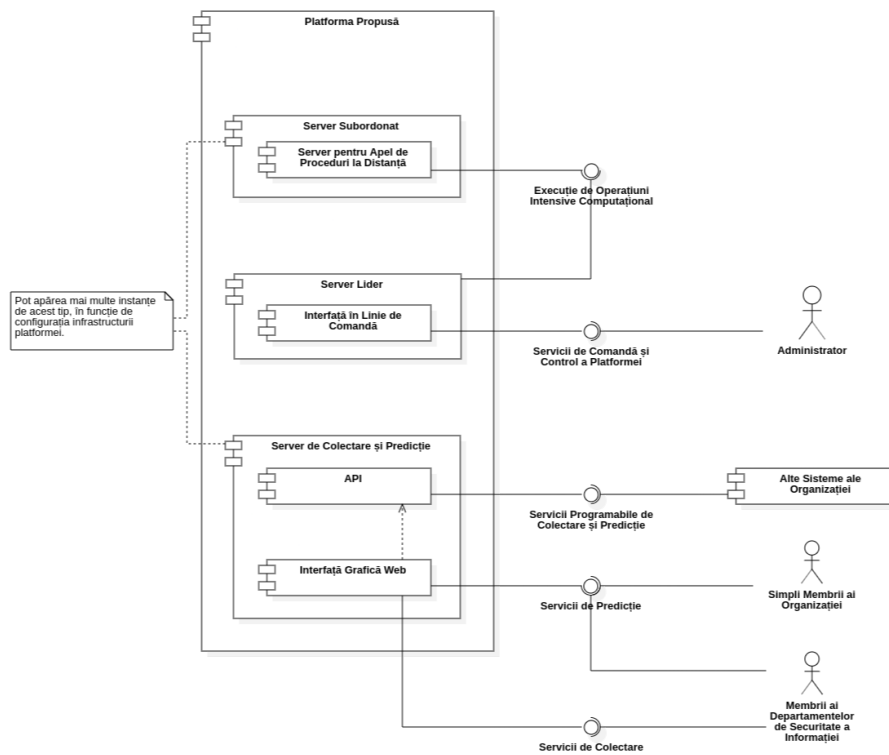 Platforma Propusă
Server Subordonat
Server pentru Apel de
Proceduri la Distanță
Execuție de Operațiuni
Intensive Computațional
Server Lider
Pot apărea mai multe instanțe
de acest tip, în funcție de
configurația infrastructurii
platformei.
Interfață în Linie de
Comandă
Servicii de Comandă și
Control a Platformei
Administrator
Server de Colectare și Predicție
API
Alte Sisteme ale
Organizației
Servicii Programabile de
Colectare și Predicție
Interfață Grafică Web
Servicii de Predicție
Simpli Membrii ai
Organizației
Membrii ai
Departamentelor
de Securitate a
Informației
Servicii de Colectare